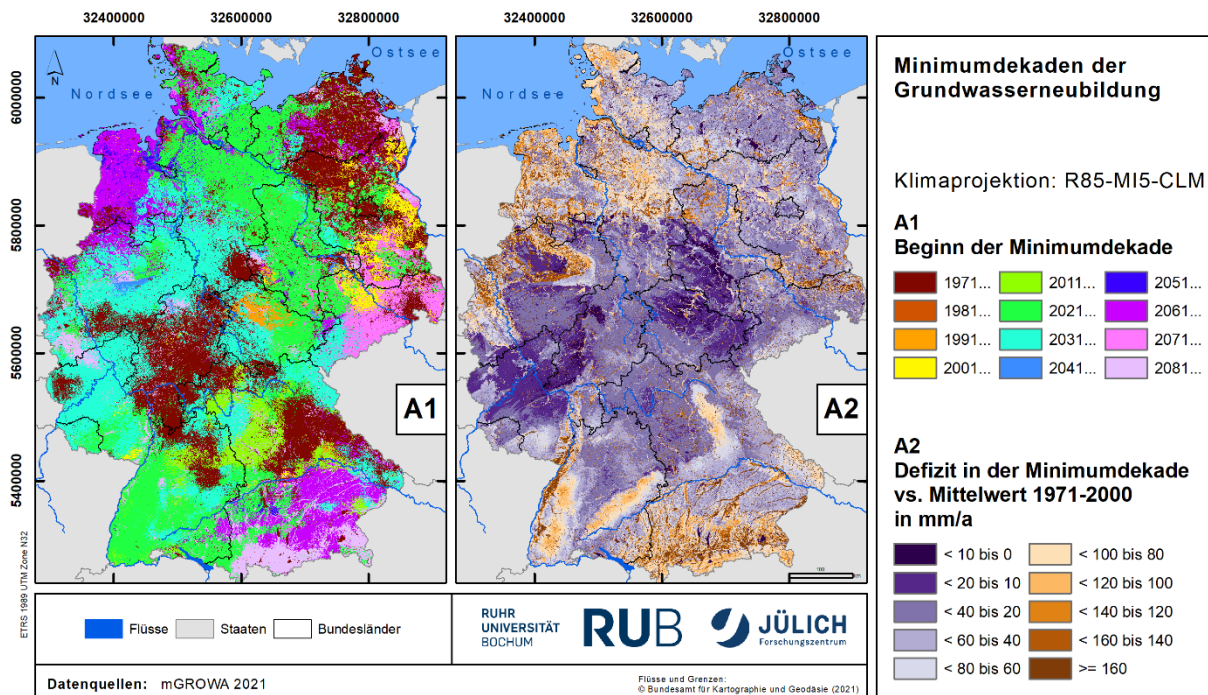 32400000 32600000 32800000 32400000 32600000 32800000
Ostsee Ostsee
N
Nordsee Nordsee
6000000
5800000
5600000
5400000
A1 A2
100
km
ETRS 1989 UTM Zone N32
Flüsse Staaten Bundesländer
RUHR
UNIVERSITÄT
BOCHUM
RUB
JÜLICH
Forschungszentrum
Datenquellen: mGROWA 2021
Flüsse und Grenzen:
© Bundesamt für Kartographie und Geodäsie (2021)
Minimumdekaden der
Grundwasserneubildung
Klimaprojektion: R85-MI5-CLM
A1
Beginn der Minimumdekade
1971... 2011... 2051...
1981... 2021... 2061...
1991... 2031... 2071...
2001... 2041... 2081...
A2
Defizit in der Minimumdekade
vs. Mittelwert 1971-2000
in mm/a
< 10 bis 0 < 100 bis 80
< 20 bis 10 < 120 bis 100
< 40 bis 20 < 140 bis 120
< 60 bis 40 < 160 bis 140
< 80 bis 60 >= 160